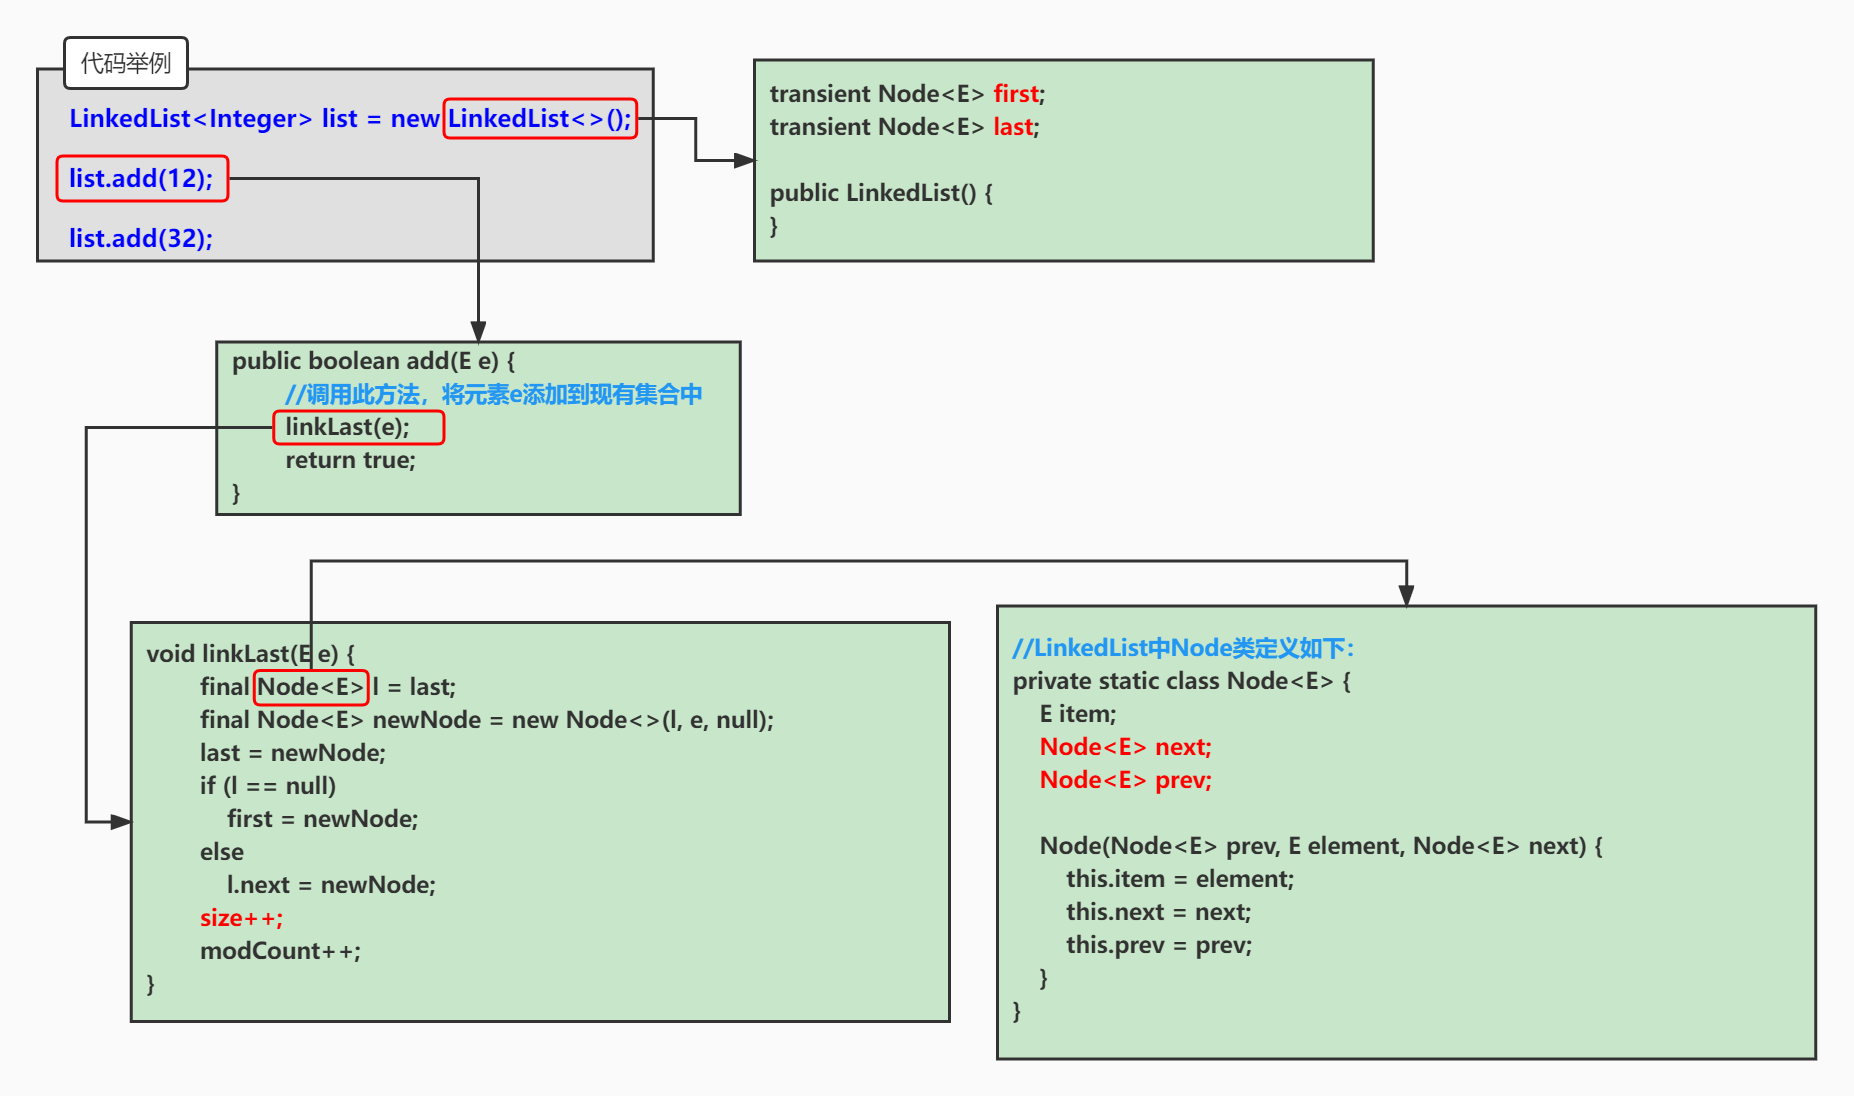 代码举例
LinkedList<Integer> list = new LinkedList<>();
list.add(12);
list.add(32);
transient Node<E> first;
transient Node<E> last;
public LinkedList() {
}
public boolean add(E e) {
//调用此方法，将元素e添加到现有集合中
linkLast(e);
return true;
}
void linkLast(E e) {
final Node<E> l = last;
final Node<E> newNode = new Node<>(l, e, null);
last = newNode;
if (l == null)
first = newNode;
else
l.next = newNode;
size++;
modCount++;
}
//LinkedList中Node类定义如下：
private static class Node<E> {
E item;
Node<E> next;
Node<E> prev;
Node(Node<E> prev, E element, Node<E> next) {
this.item = element;
this.next = next;
this.prev = prev;
}
}